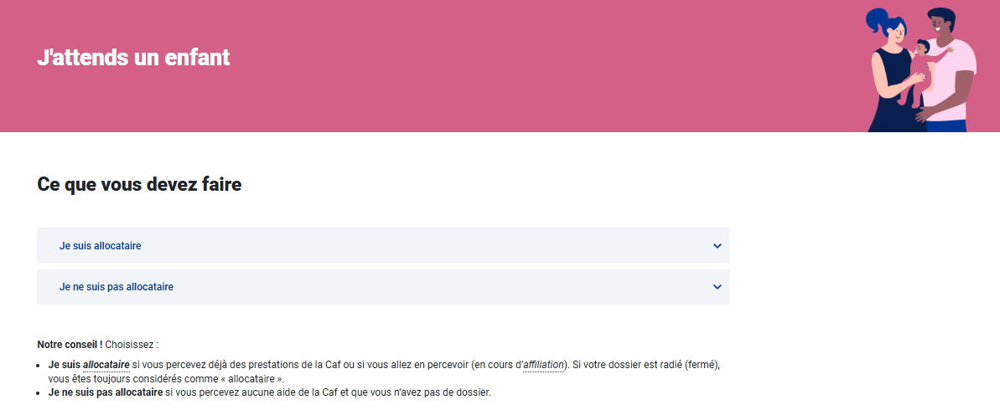 J'attends un enfant
Ce que vous devez faire
Je suis allocataire
Je ne suis pas allocataire
Notre conseil ! Choisissez :
• Je suis allocataire si vous percevez déjà des prestations de la Caf ou si vous allez en percevoir (en cours d'affiliation). Si votre dossier est radié (fermé),
vous êtes toujours considérés comme « allocataire ».
• Je ne suis pas allocataire si vous percevez aucune aide de la Caf et que vous n'avez pas de dossier.